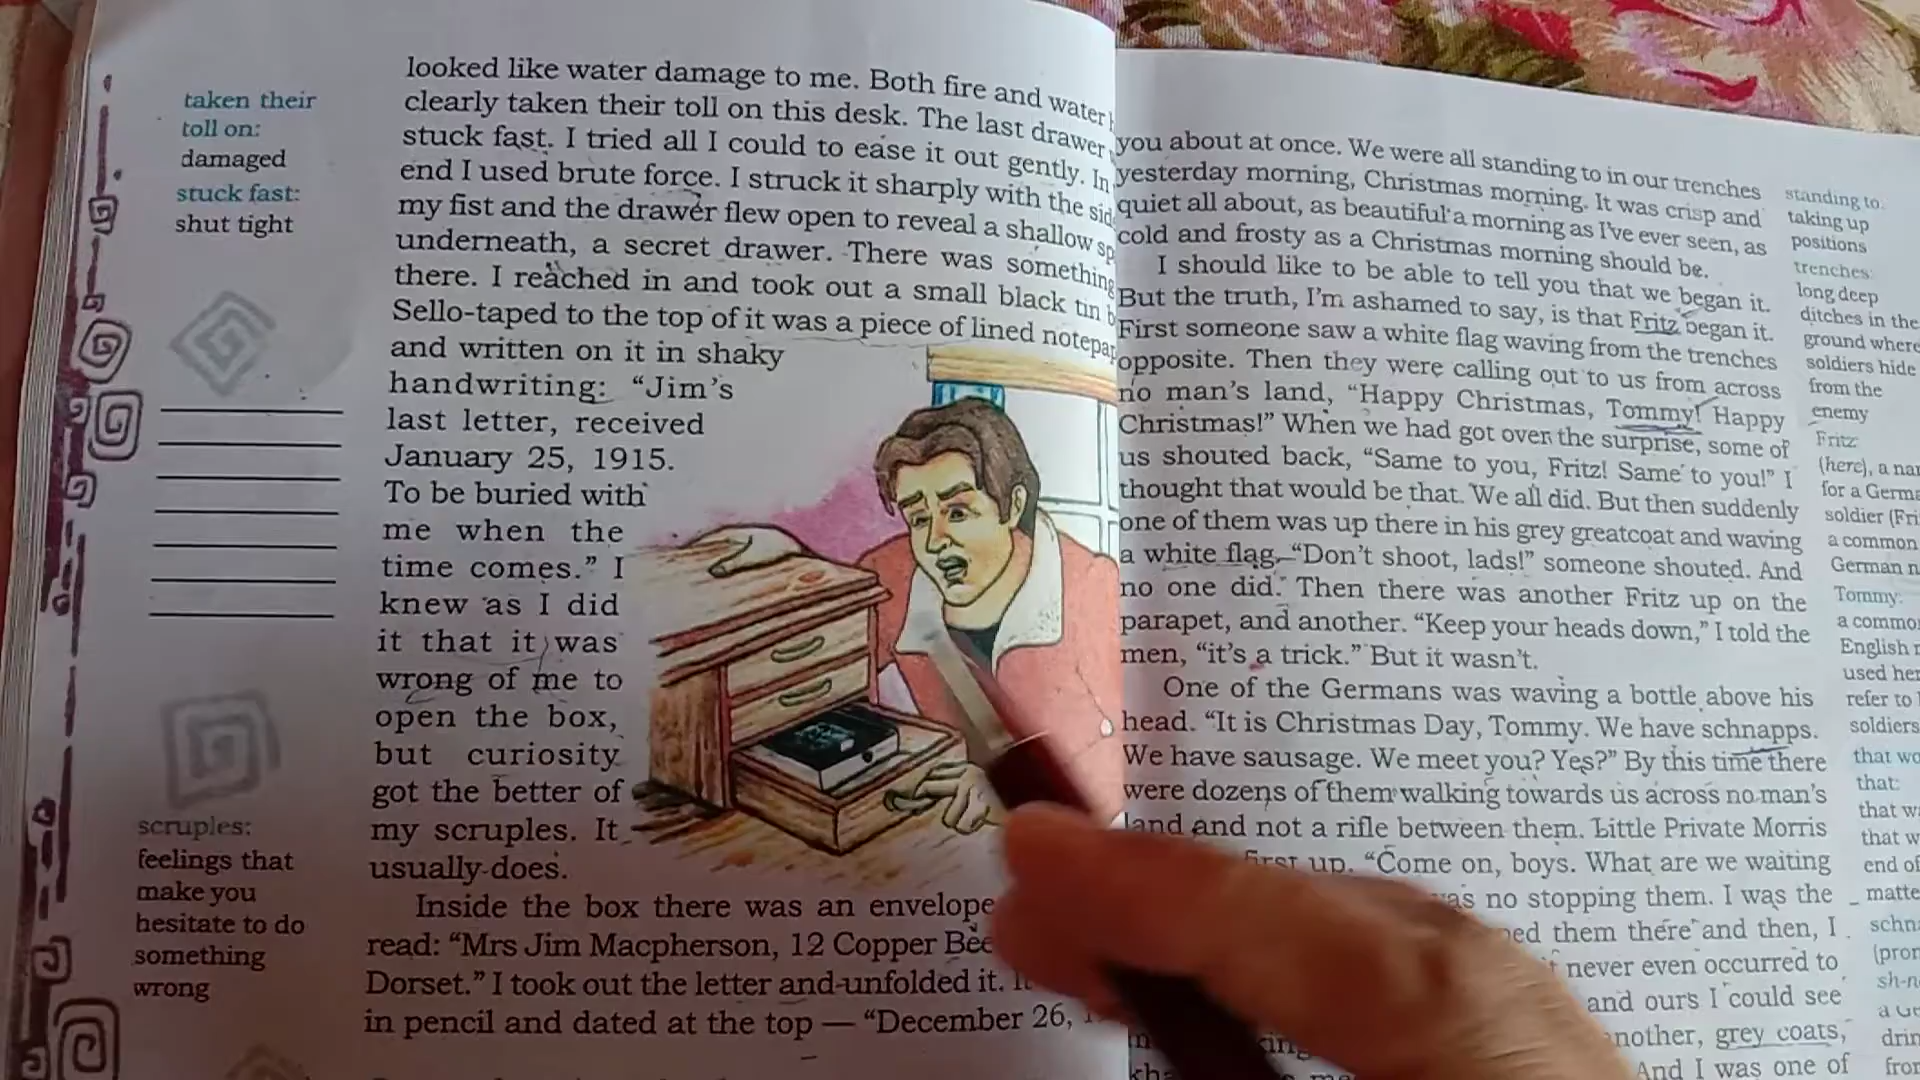 taken their
toll on:
damaged
stuck fast:
shut tight
scruples:
feelings that
make you
hesitate to do
something
wrong
looked like water damage to me. Both fire and water
clearly taken their toll on this desk. The last drawer
stuck fast. I tried all I could to ease it out gently. In
end I used brute force. I struck it sharply with the
my fist and the drawer flew open to reveal a shallow
underneath, a secret drawer. There was something
there. I reached in and took out a small black tin
Sello-taped to the top of it was a piece of lined
and written on it in shaky
handwriting: “Jim’s
last letter, received
January 25, 1915.
To be buried with
me when the
time comes.” I
knew as I did
it that it was
wrong of me to
open the box,
but curiosity
got the better of
my scruples. It
usually does.
Inside the box there was an envelope
read: “Mrs Jim Macpherson, 12 Copper
Dorset.” I took out the letter and unfolded it.
in pencil and dated at the top — “December 26,
you about at once. We were all standing to in our trenches
yesterday morning, Christmas morning. It was crisp and
quiet all about, as beautiful a morning as I’ve ever seen, as
cold and frosty as a Christmas morning should be.
I should like to be able to tell you that we began it.
But the truth, I’m ashamed to say, is that Fritz began it.
First someone saw a white flag waving from the trenches
opposite. Then they were calling out to us from across
no man’s land, “Happy Christmas, Tommy! Happy
Christmas!” When we had got over the surprise, some of
us shouted back, “Same to you, Fritz! Same to you!” I
thought that would be that. We all did. But then suddenly
one of them was up there in his grey greatcoat and waving
a white flag. “Don’t shoot, lads!” someone shouted. And
no one did. Then there was another Fritz up on the
parapet, and another. “Keep your heads down,” I told the
men, “it’s a trick.” But it wasn’t.
One of the Germans was waving a bottle above his
head. “It is Christmas Day, Tommy. We have schnapps.
We have sausage. We meet you? Yes?” By this time there
were dozens of them walking towards us across no man’s
land and not a rifle between them. Little Private Morris
first up. “Come on, boys. What are we waiting
no stopping them. I was the
them there and then, I
never even occurred to
and ours I could see
grey coats,
And I was one of
standing to:
taking up
positions
trenches:
long deep
ditches in the
ground where
soldiers hide
from the
enemy
Fritz:
(here), a
for a
soldier
a common
German
Tommy:
a
English
used
refer to
soldiers
that
that:
that
that
end of